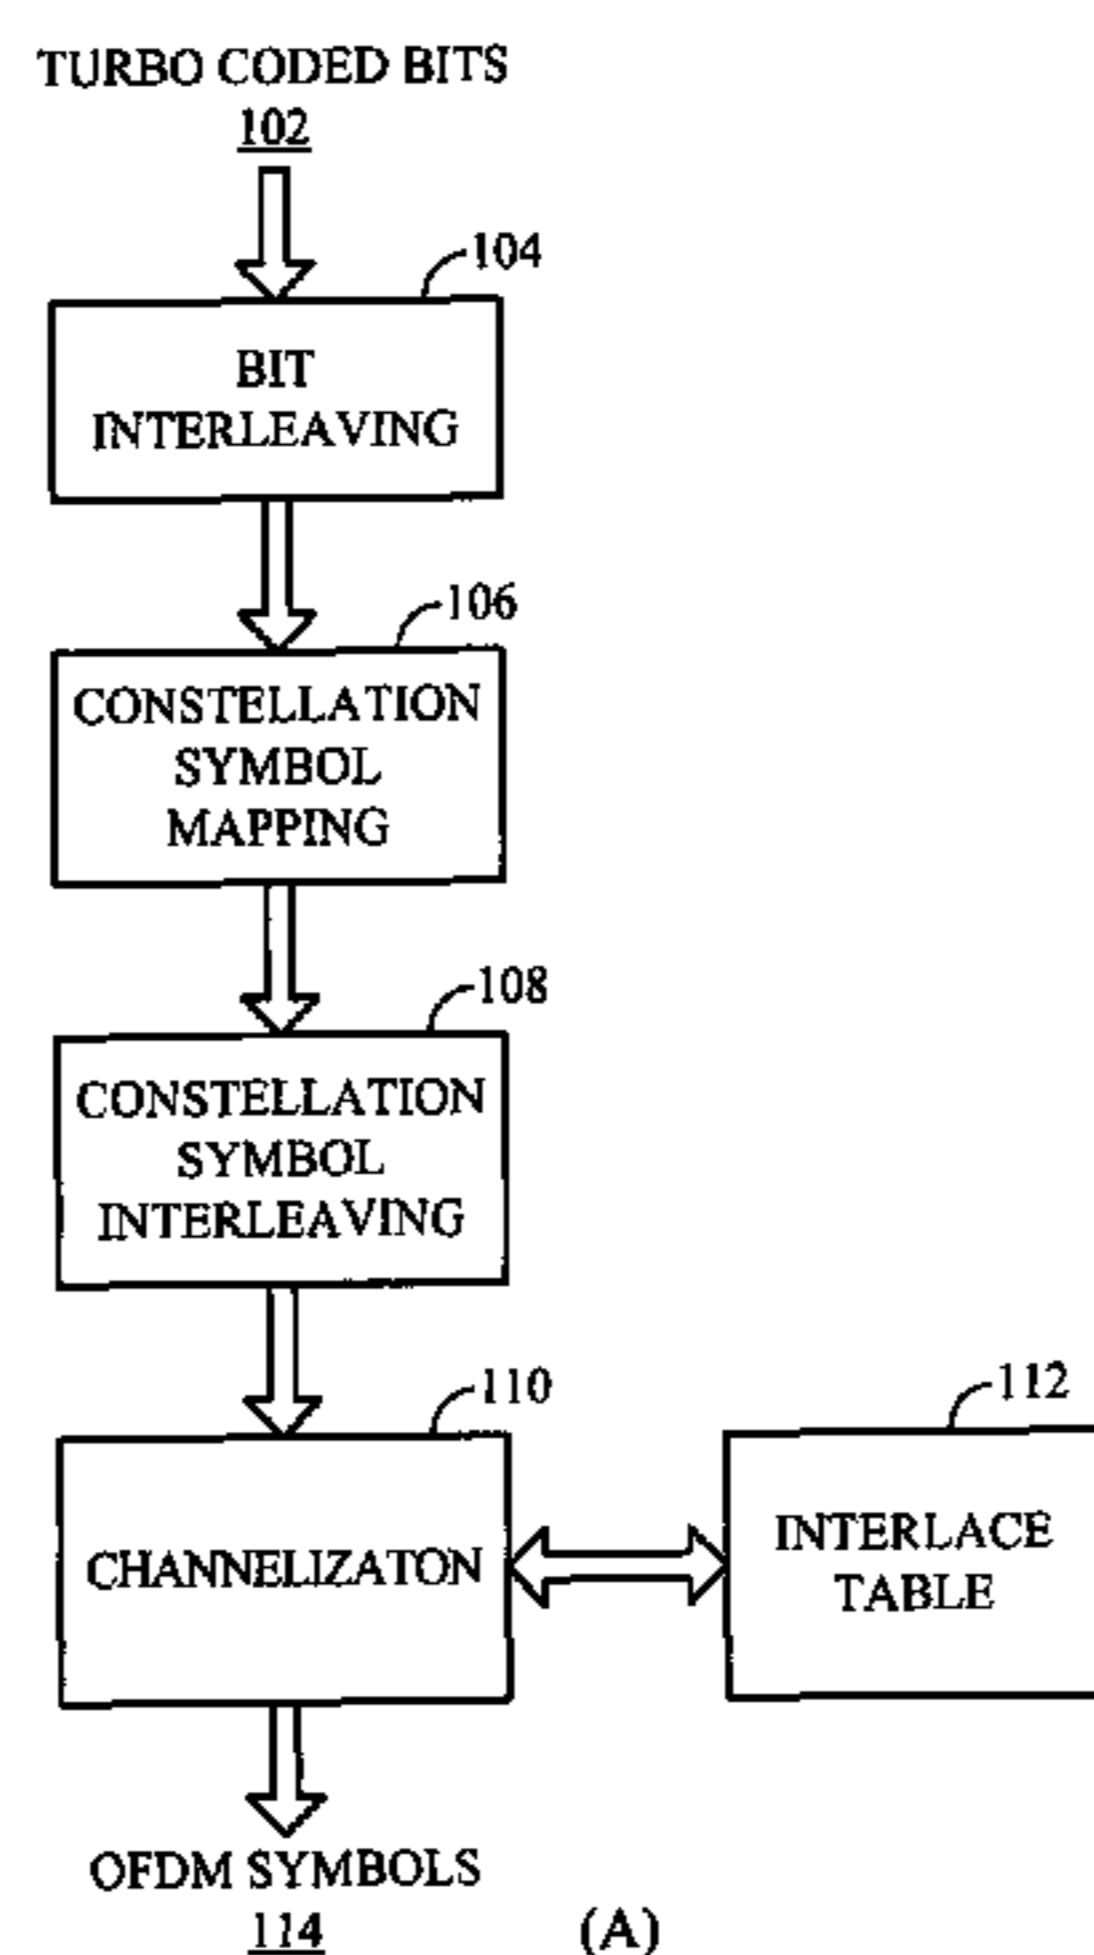 TURBO CODED BITS
102
104
BIT
INTERLEAVING
106
CONSTELLATION
SYMBOL
MAPPING
108
CONSTELLATION
SYMBOL
INTERLEAVING
110
112
CHANNELIZATON
INTERLACE
TABLE
OFDM SYMBOLS
114
(A)